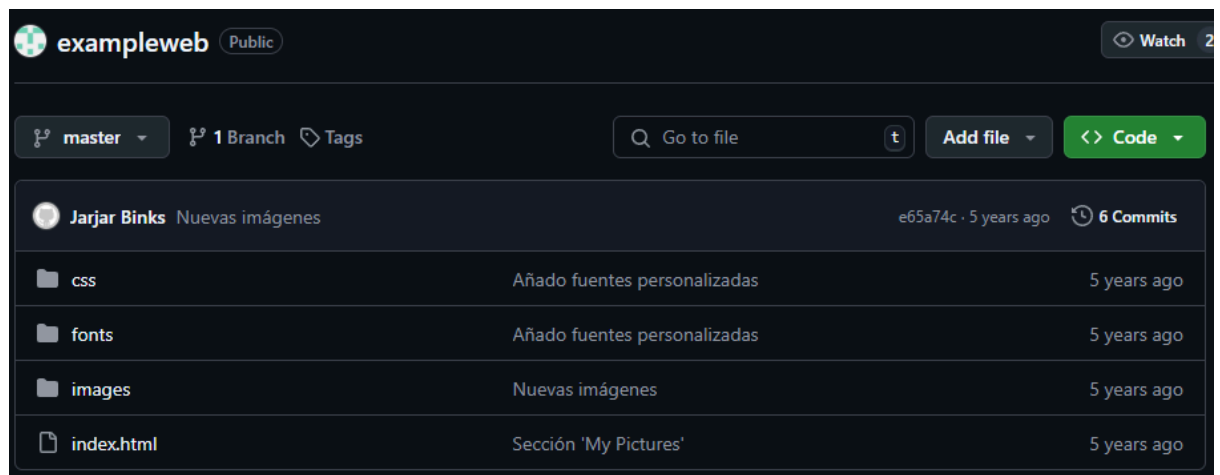 exampleweb Public Watch 2
master 1 Branch Tags Go to file t Add file Code
Jarjar Binks Nuevas imágenes e65a74c · 5 years ago 6 Commits
css Añado fuentes personalizadas 5 years ago
fonts Añado fuentes personalizadas 5 years ago
images Nuevas imágenes 5 years ago
index.html Sección 'My Pictures' 5 years ago